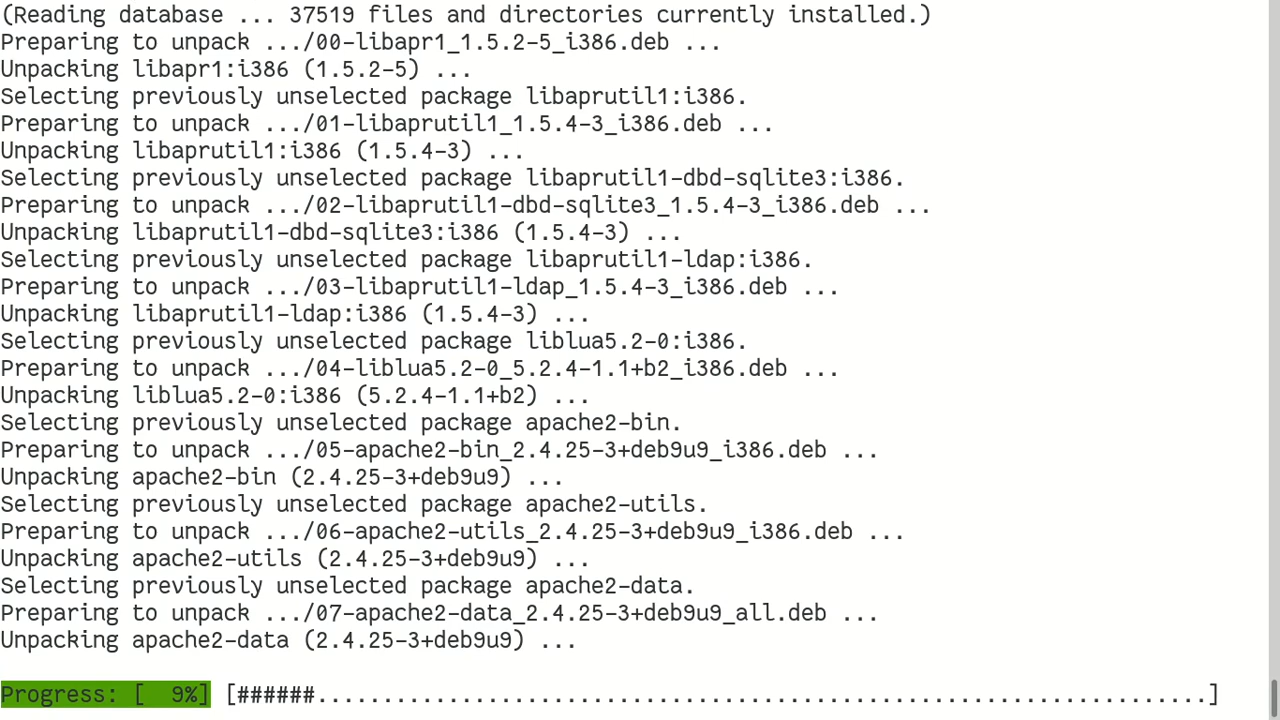 (Reading database ... 37519 files and directories currently installed.)
Preparing to unpack .../00-libapr1_1.5.2-5_i386.deb ...
Unpacking libapr1:i386 (1.5.2-5) ...
Selecting previously unselected package libaprutil1:i386.
Preparing to unpack .../01-libaprutil1_1.5.4-3_i386.deb ...
Unpacking libaprutil1:i386 (1.5.4-3) ...
Selecting previously unselected package libaprutil1-dbd-sqlite3:i386.
Preparing to unpack .../02-libaprutil1-dbd-sqlite3_1.5.4-3_i386.deb ...
Unpacking libaprutil1-dbd-sqlite3:i386 (1.5.4-3) ...
Selecting previously unselected package libaprutil1-ldap:i386.
Preparing to unpack .../03-libaprutil1-ldap_1.5.4-3_i386.deb ...
Unpacking libaprutil1-ldap:i386 (1.5.4-3) ...
Selecting previously unselected package liblua5.2-0:i386.
Preparing to unpack .../04-liblua5.2-0_5.2.4-1.1+b2_i386.deb ...
Unpacking liblua5.2-0:i386 (5.2.4-1.1+b2) ...
Selecting previously unselected package apache2-bin.
Preparing to unpack .../05-apache2-bin_2.4.25-3+deb9u9_i386.deb ...
Unpacking apache2-bin (2.4.25-3+deb9u9) ...
Selecting previously unselected package apache2-utils.
Preparing to unpack .../06-apache2-utils_2.4.25-3+deb9u9_i386.deb ...
Unpacking apache2-utils (2.4.25-3+deb9u9) ...
Selecting previously unselected package apache2-data.
Preparing to unpack .../07-apache2-data_2.4.25-3+deb9u9_all.deb ...
Unpacking apache2-data (2.4.25-3+deb9u9) ...
Progress: [  9%] [######....................................................................]